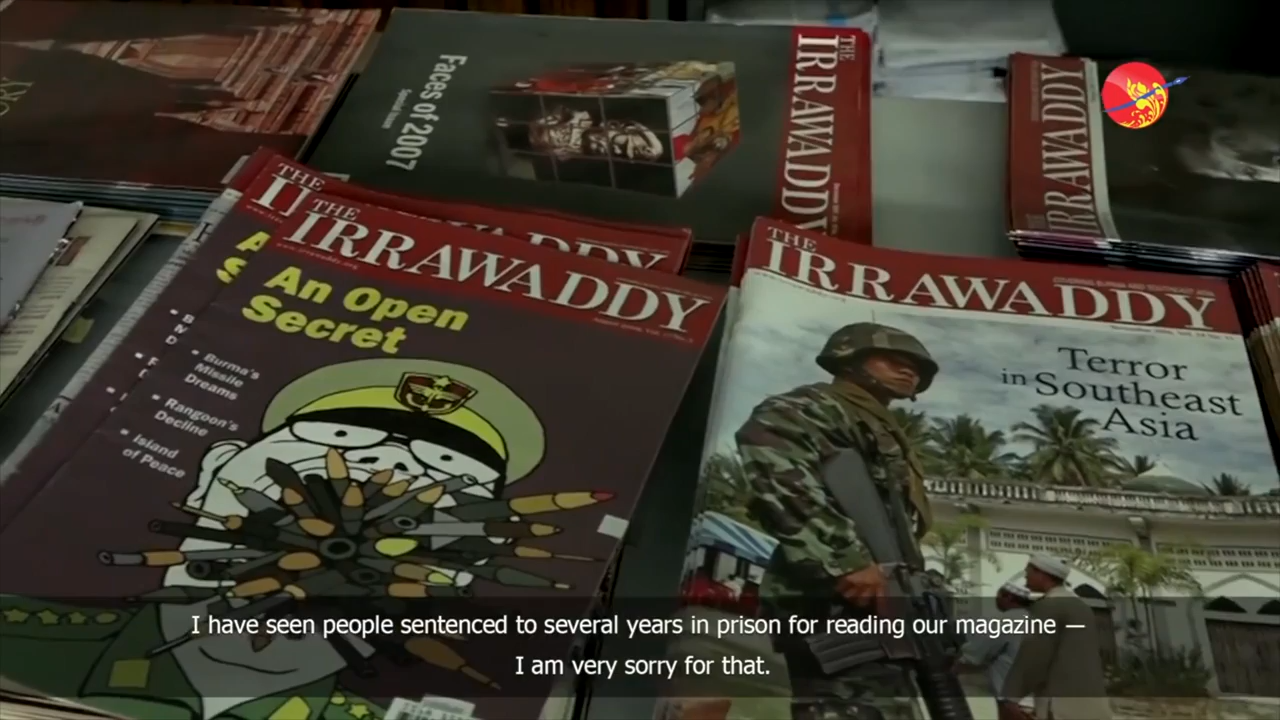 Faces of 2007
Special Issue
THE
IRRAWADDY
THE
IRRAWADDY
THE
THE
IRRAWADDY
An Open
Secret
• Burma's
Missile
Dreams
• Rangoon's
Decline
• Island
of Peace
THE
IRRAWADDY
Terror
in Southeast
Asia
I have seen people sentenced to several years in prison for reading our magazine —
I am very sorry for that.